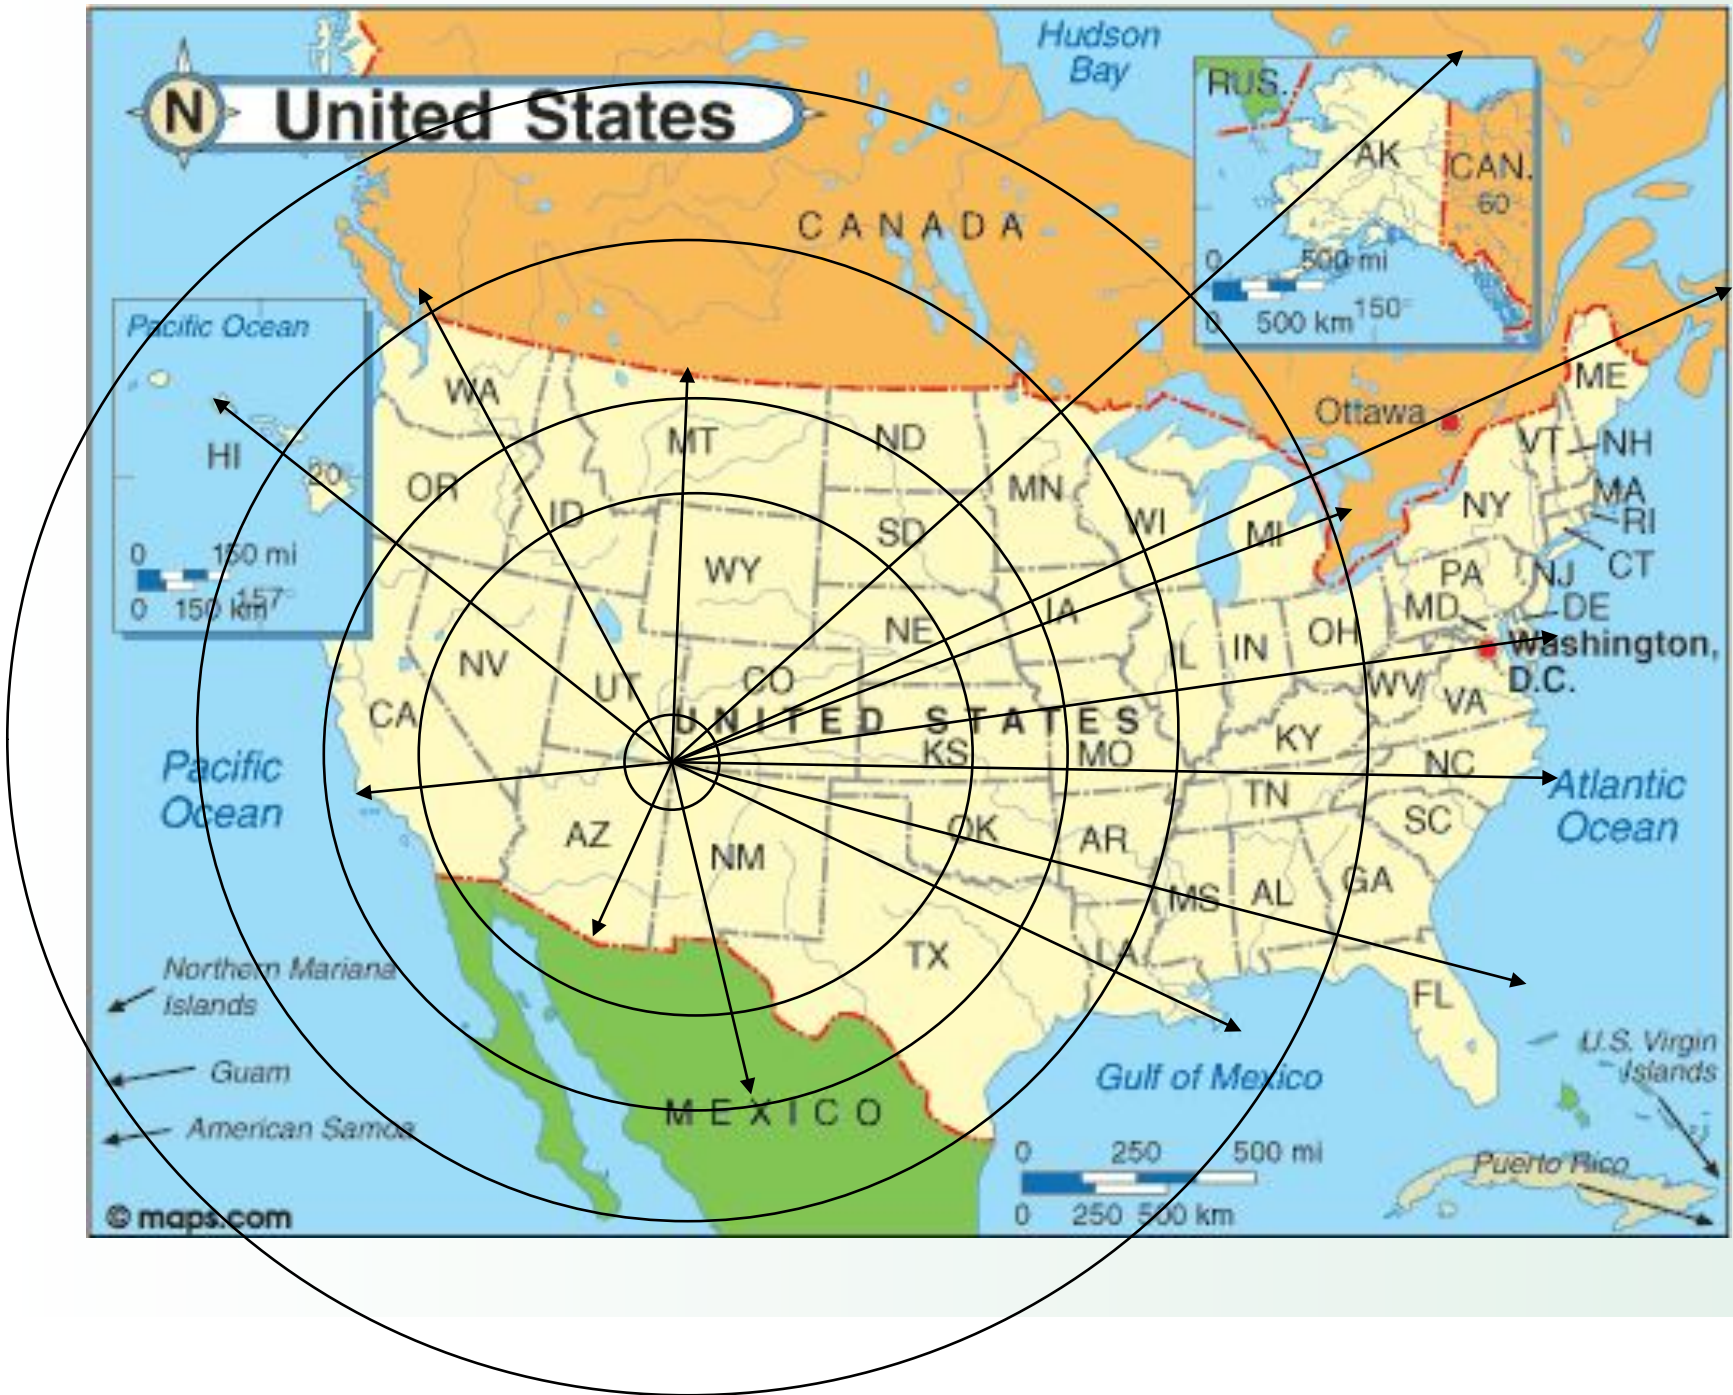 Hudson
Bay
N United States
RUS.
AK
CAN.
60
0 500 mi
0 500 km 150°
CANADA
Pacific Ocean
HI
20
0 150 mi
0 150 km 157°
WA
MT
ND
MN
OR
ID
SD
WI
MI
Ottawa
ME
VT
NH
NY
MA
RI
CT
WY
IA
PA
NJ
MD
DE
NE
OH
IN
IL
Washington,
D.C.
NV
UT
CO
WV
VA
CA
UNITED STATES
KS
MO
KY
NC
Pacific
Ocean
Atlantic
Ocean
TN
SC
AZ
NM
OK
AR
MS
AL
GA
TX
LA
FL
Northern Mariana
Islands
Guam
American Samoa
MEXICO
Gulf of Mexico
U.S. Virgin
Islands
Puerto Rico
0 250 500 mi
0 250 500 km
© maps.com